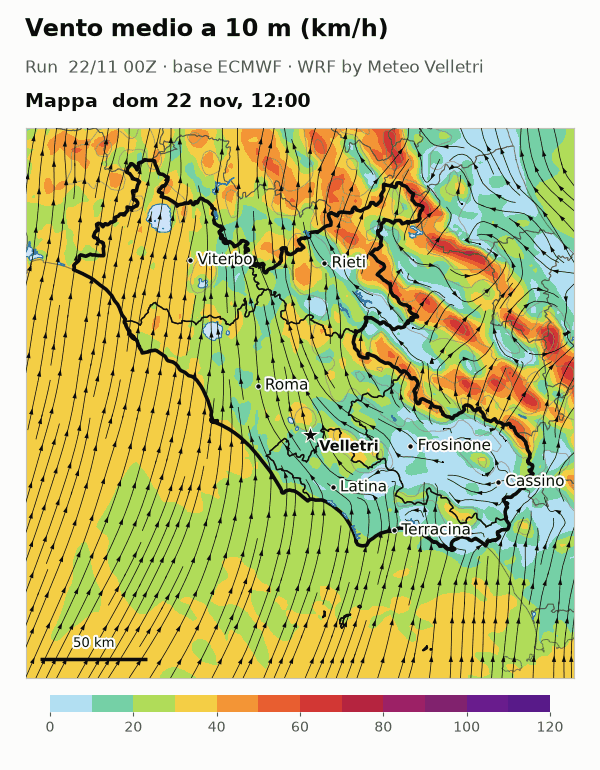 Vento medio a 10 m (km/h)
Run 22/11 00Z · base ECMWF · WRF by Meteo Velletri
Mappa dom 22 nov, 12:00
Viterbo
Rieti
Roma
Velletri
Frosinone
Cassino
Latina
Terracina
50 km
0 20 40 60 80 100 120